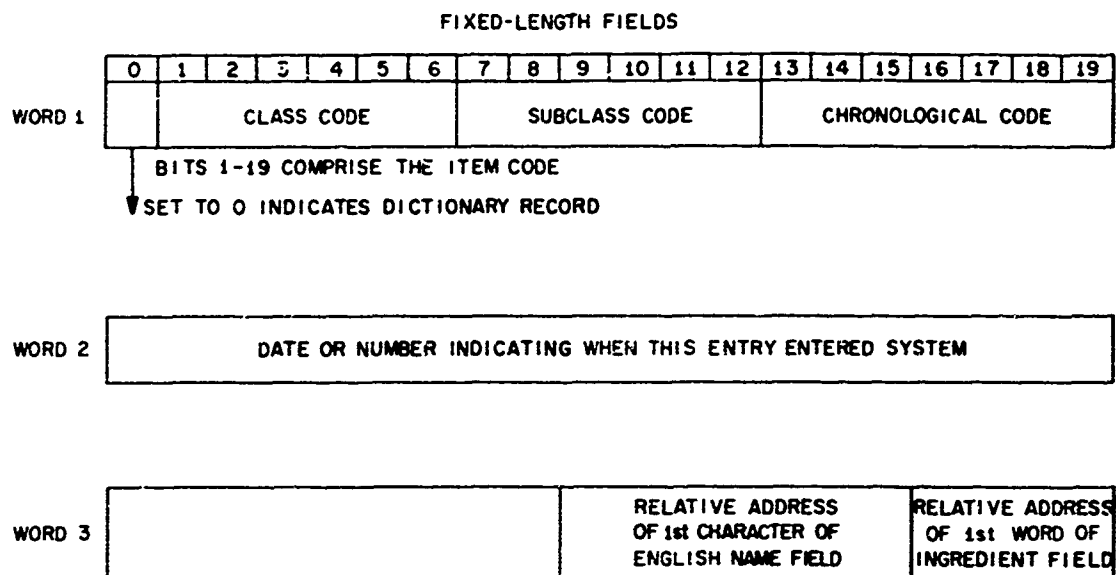 FIXED-LENGTH FIELDS
0 1 2 3 4 5 6 7 8 9 10 11 12 13 14 15 16 17 18 19
WORD 1 CLASS CODE SUBCLASS CODE CHRONOLOGICAL CODE
BITS 1-19 COMPRISE THE ITEM CODE
SET TO 0 INDICATES DICTIONARY RECORD
WORD 2 DATE OR NUMBER INDICATING WHEN THIS ENTRY ENTERED SYSTEM
WORD 3
RELATIVE ADDRESS
OF 1st CHARACTER OF
ENGLISH NAME FIELD
RELATIVE ADDRESS
OF 1st WORD OF
INGREDIENT FIELD